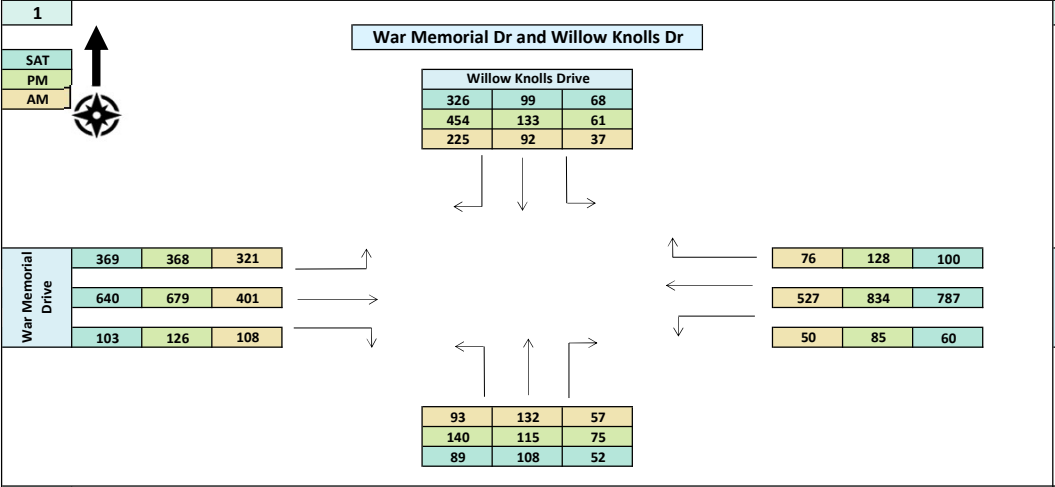 1
War Memorial Dr and Willow Knolls Dr
SAT
PM
AM
Willow Knolls Drive
326 99 68
454 133 61
225 92 37
War Memorial
Drive
369 368 321
76 128 100
640 679 401
527 834 787
103 126 108
50 85 60
93 132 57
140 115 75
89 108 52